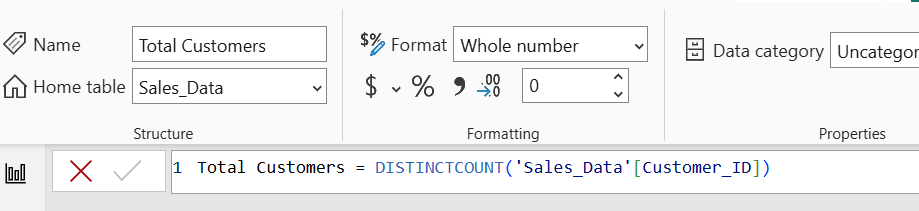 Name Total Customers
Format Whole number
Data category Uncategor
Home table Sales_Data
$ % , .00 →.0 0
Structure
Formatting
Properties
1 Total Customers = DISTINCTCOUNT('Sales_Data'[Customer_ID])